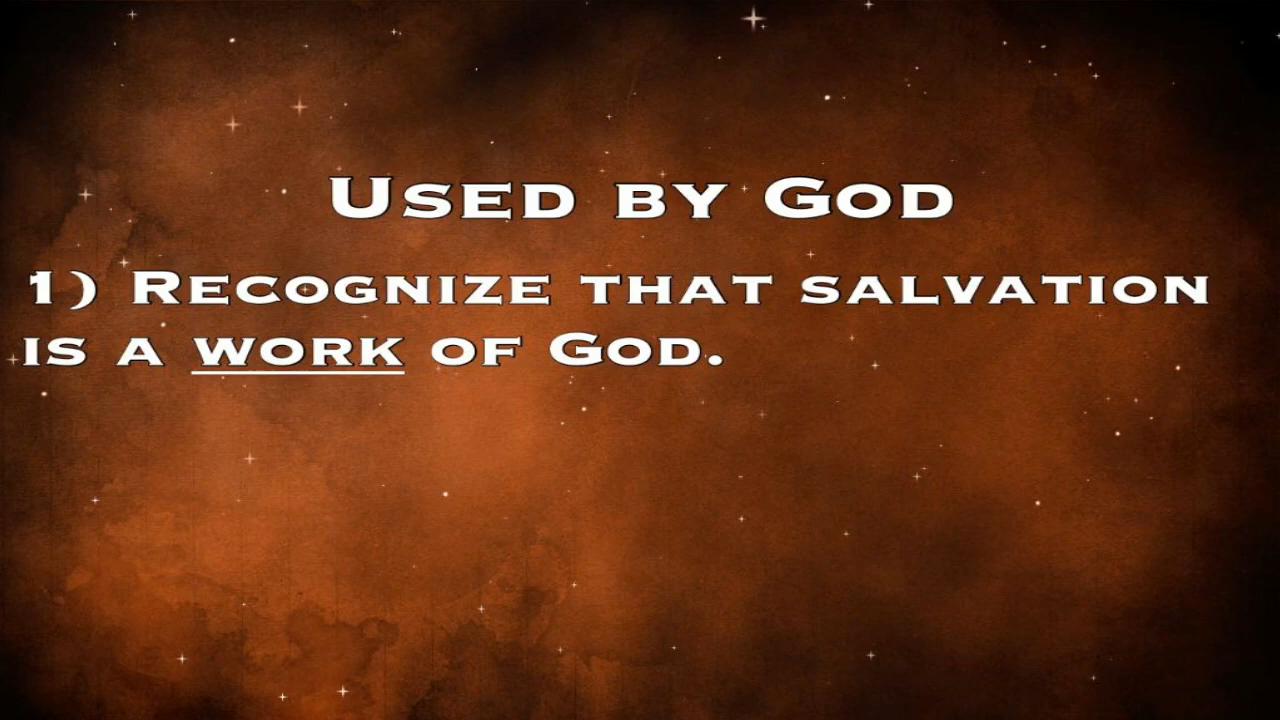 Used by God
1) Recognize that salvation
is a work of God.